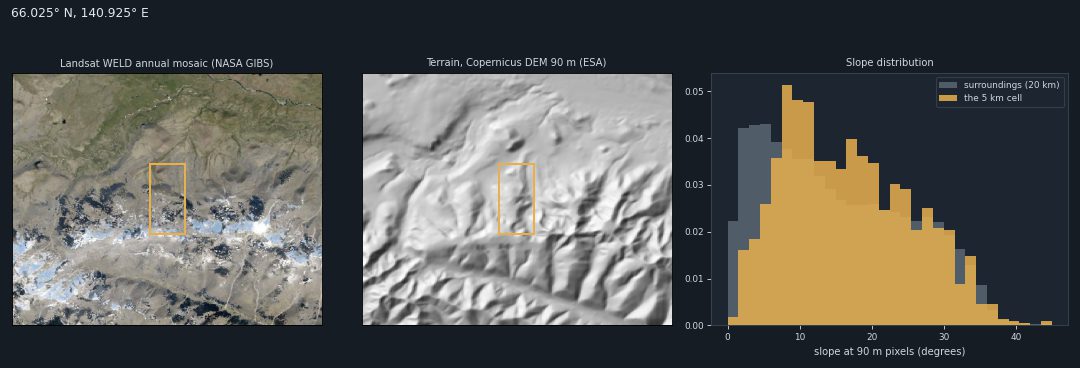 66.025° N, 140.925° E
Landsat WELD annual mosaic (NASA GIBS)
Terrain, Copernicus DEM 90 m (ESA)
Slope distribution
surroundings (20 km)
the 5 km cell
0.05
0.04
0.03
0.02
0.01
0.00
0
10
20
30
40
slope at 90 m pixels (degrees)